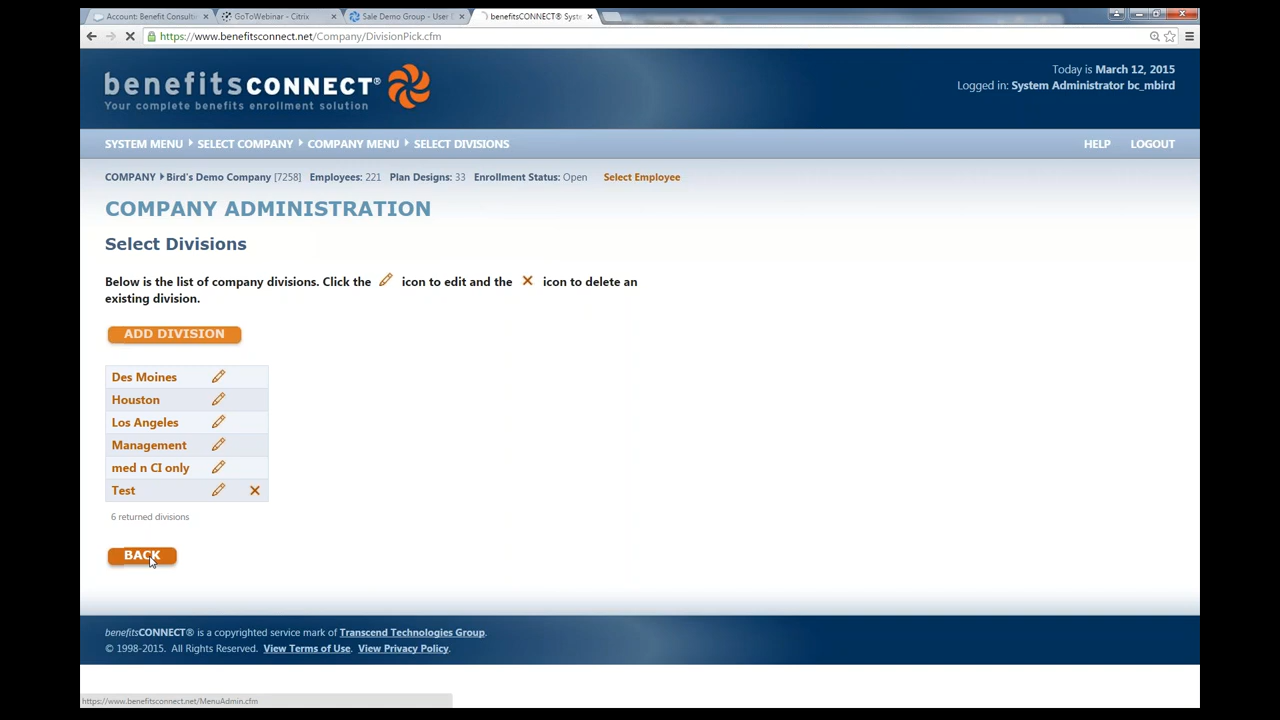 Account: Benefit Consulti
GoToWebinar - Citrix
Sale Demo Group - User
benefitsCONNECT® Syste
https://www.benefitsconnect.net/Company/DivisionPick.cfm
benefitsCONNECT®
Your complete benefits enrollment solution
Today is March 12, 2015
Logged in: System Administrator bc_mbird
SYSTEM MENU SELECT COMPANY COMPANY MENU SELECT DIVISIONS HELP LOGOUT
COMPANY Bird's Demo Company [7258] Employees: 221 Plan Designs: 33 Enrollment Status: Open Select Employee
COMPANY ADMINISTRATION
Select Divisions
Below is the list of company divisions. Click the icon to edit and the icon to delete an
existing division.
ADD DIVISION
Des Moines
Houston
Los Angeles
Management
med n CI only
Test
6 returned divisions
BACK
benefitsCONNECT® is a copyrighted service mark of Transcend Technologies Group.
© 1998-2015. All Rights Reserved. View Terms of Use. View Privacy Policy.
https://www.benefitsconnect.net/MenuAdmin.cfm